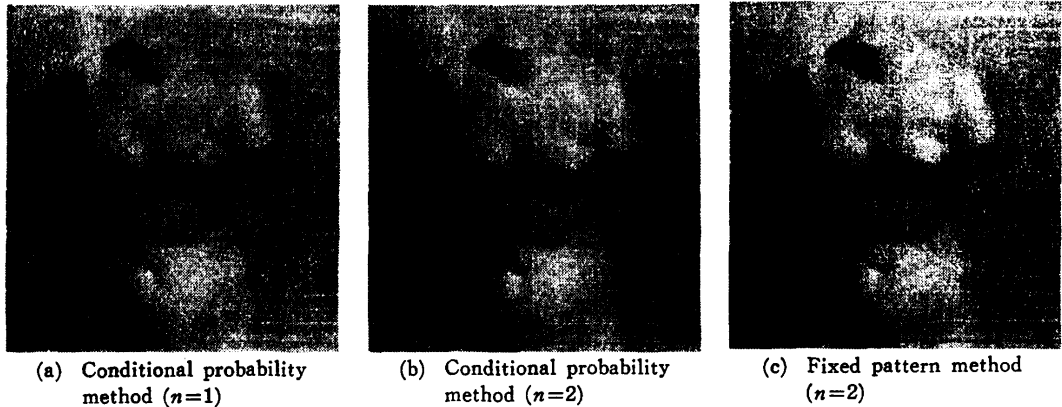 (a) Conditional probability
method (n=1)
(b) Conditional probability
method (n=2)
(c) Fixed pattern method
(n=2)